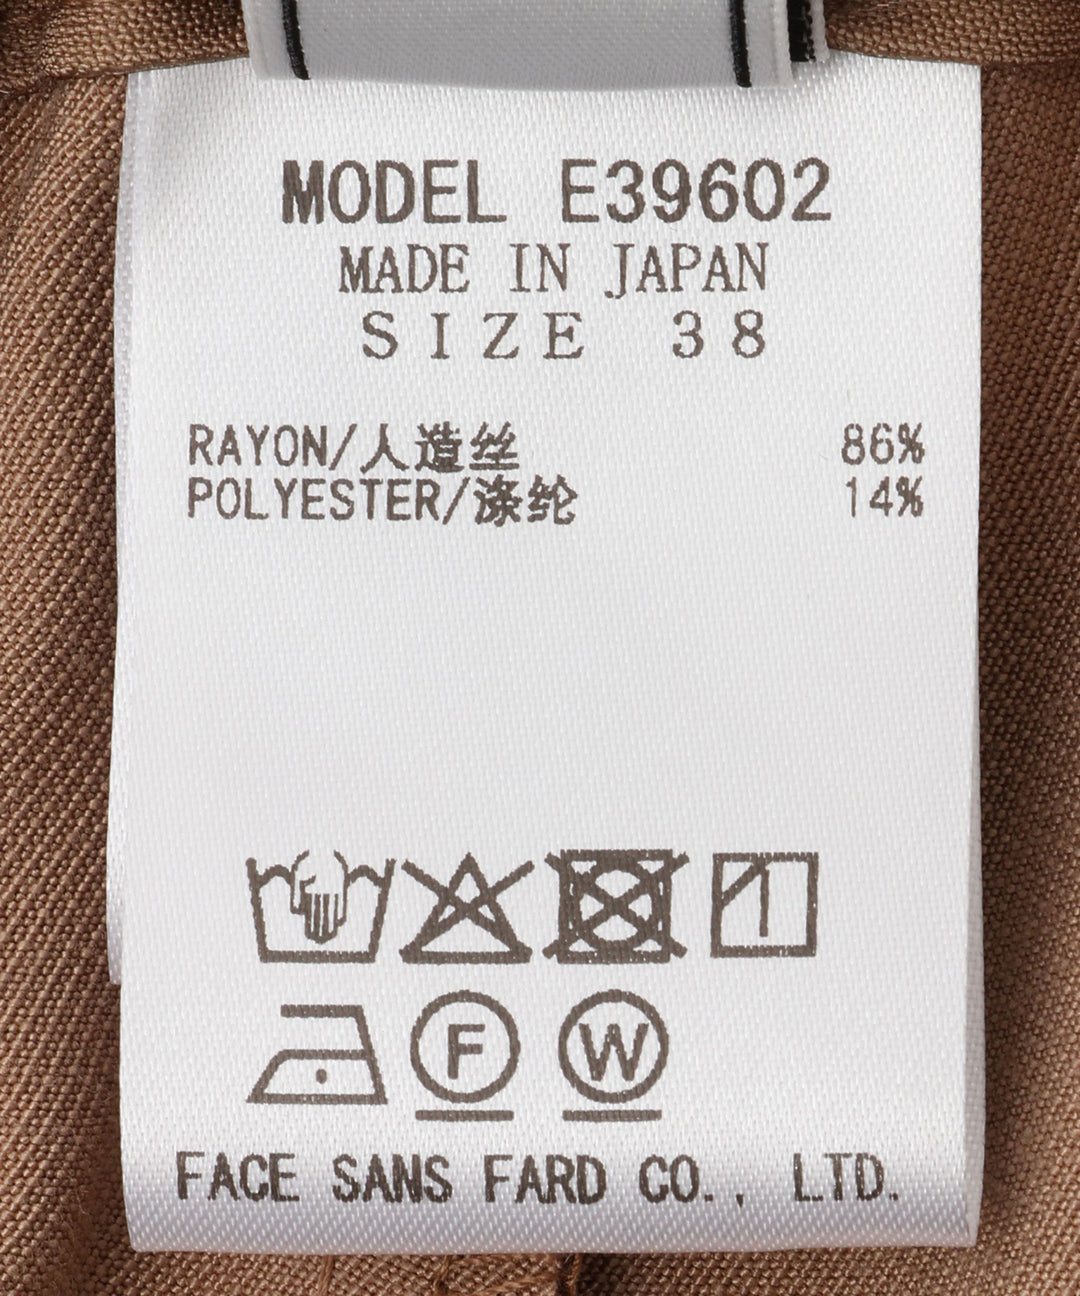 MODEL E39602
MADE IN JAPAN
SIZE 38
RAYON/人造丝 86%
POLYESTER/涤纶 14%
F W
FACE SANS FARD CO., LTD.